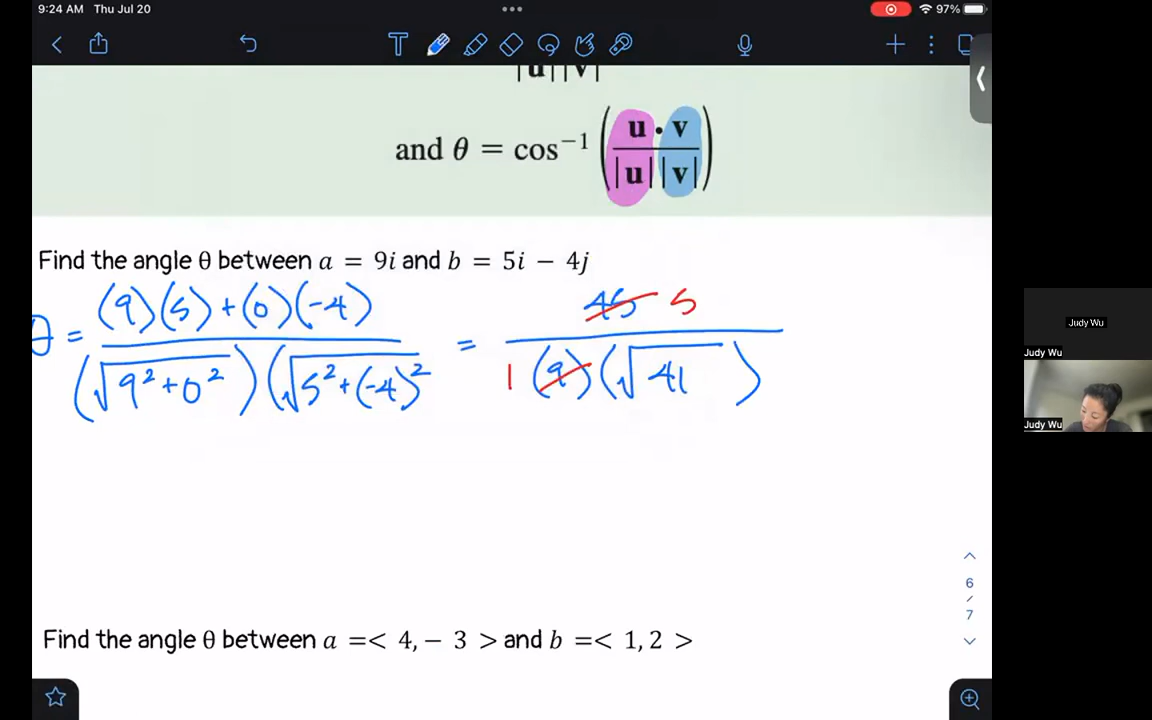 9:24 AM Thu Jul 20
97%
|u||v|
and θ = cos⁻¹ (u · v / |u||v|)
Find the angle θ between a = 9i and b = 5i − 4j
θ = (9)(5) + (0)(-4) / (√9² + 0²)(√5² + (-4)² = 45 5 / 1 (9)(√41 )
6
/
7
Find the angle θ between a =< 4, − 3 > and b =< 1, 2 >
Judy Wu
Judy Wu
Judy Wu